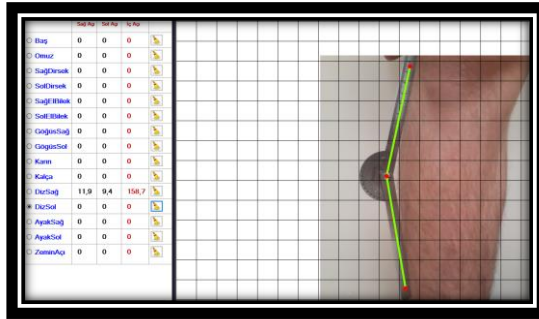 Sağ Açı Sol Açı İç Açı
Baş 0 0 0
Omuz 0 0 0
SağDirsek 0 0 0
SolDirsek 0 0 0
SağElBilek 0 0 0
SolElBilek 0 0 0
GöğüsSağ 0 0 0
GögüsSol 0 0 0
Karın 0 0 0
Kalça 0 0 0
DizSağ 11,9 9,4 158,7
DizSol 0 0 0
AyakSağ 0 0 0
AyakSol 0 0 0
ZeminAçı 0 0 0